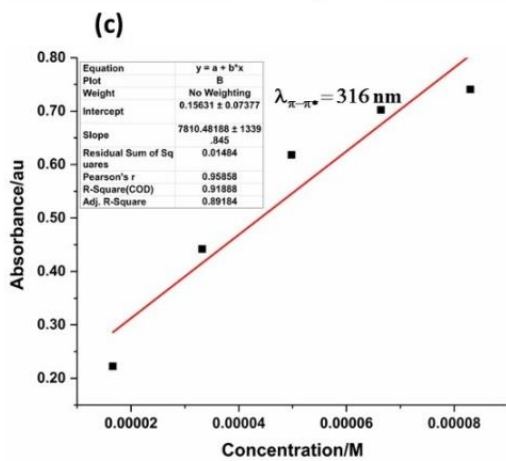 (c)
Equation y = a + b*x
Plot B
Weight No Weighting
Intercept 0.15631 ± 0.07377
Slope 7810.48188 ± 1339
.845
Residual Sum of Sq
uares 0.01484
Pearson's r 0.95858
R-Square(COD) 0.91888
Adj. R-Square 0.89184
λπ–π* = 316 nm
0.80
0.70
0.60
0.50
0.40
0.30
0.20
Absorbance/au
0.00002 0.00004 0.00006 0.00008
Concentration/M